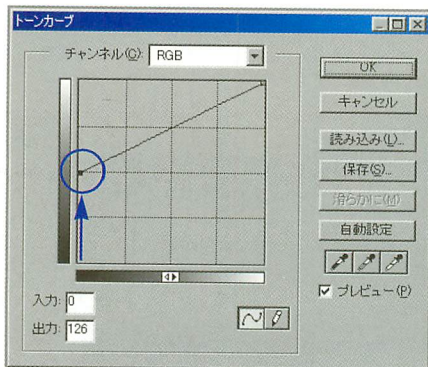 トーンカーブ
チャンネル(C): RGB
OK
キャンセル
読み込み(L)...
保存(S)...
滑らかに(M)
自動設定
プレビュー(P)
入力: 0
出力: 126